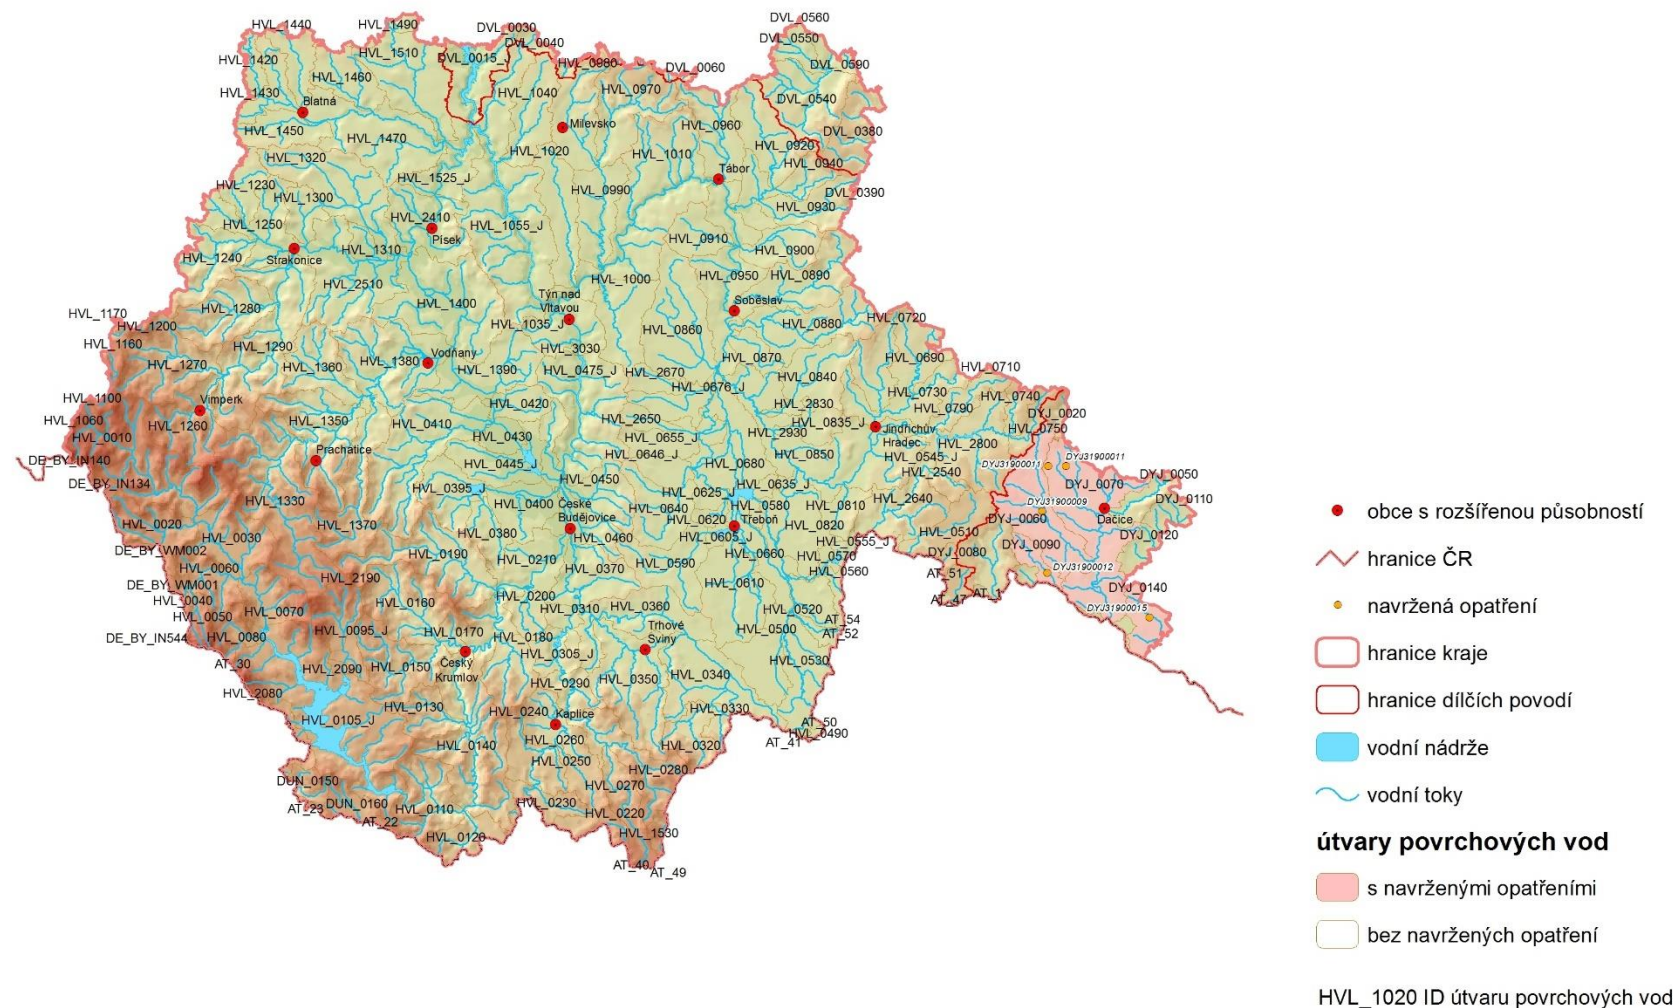 DVL_0560
HVL_1440
HVL_1490
DVL_0030
DVL_0550
DVL_0040
HVL_1510
DVL_0015
HVL_1420
HVL_0980
DVL_0060
DVL_0590
HVL_1460
HVL_1430
HVL_1040
HVL_0970
DVL_0540
Blatná
HVL_1450
HVL_1470
Milevsko
HVL_0960
DVL_0380
HVL_1320
HVL_1020
HVL_1010
HVL_0920
HVL_0940
Tábor
HVL_1525_J
HVL_1230
HVL_0990
DVL_0390
HVL_1300
HVL_0930
HVL_1250
HVL_2410
HVL_1055_J
Písek
HVL_0910
HVL_1240
Strakonice
HVL_1310
HVL_0900
HVL_2510
HVL_1000
HVL_0950
HVL_0890
Týn nad
Vltavou
HVL_1280
HVL_1400
Soběslav
HVL_1170
HVL_1200
HVL_1035_J
HVL_0860
HVL_0880
HVL_0720
HVL_1160
HVL_1290
HVL_3030
Vodňany
HVL_1270
HVL_1360
HVL_1380
HVL_1390
HVL_0475_J
HVL_2670
HVL_0870
HVL_0690
HVL_0710
HVL_0676_J
HVL_0840
HVL_1100
Vimperk
HVL_0420
HVL_2830
HVL_0730
HVL_0740
HVL_0790
DYJ_0020
HVL_1060
HVL_1260
HVL_1350
HVL_0410
HVL_2650
HVL_0835_J
Jindřichův
Hradec
HVL_0750
HVL_0010
HVL_0430
HVL_0655_J
HVL_2930
HVL_2800
Prachatice
HVL_0646_J
HVL_0850
HVL_0545_J
DYJ31900011
DYJ31900011
DE_BY_IN140
HVL_0445_J
HVL_0680
HVL_2540
DYJ_0050
DE_BY_IN134
HVL_0395_J
HVL_0450
HVL_0625_J
HVL_0635_J
DYJ_0070
HVL_1330
HVL_0400
České
Budějovice
HVL_0640
HVL_0580
HVL_0810
HVL_2640
DYJ31900009
DYJ_0110
HVL_0020
HVL_1370
HVL_0620
Třeboň
HVL_0820
DYJ_0060
Dačice
HVL_0030
HVL_0380
HVL_0460
HVL_0605_J
HVL_0555_J
HVL_0510
DYJ_0120
DE_BY_WM002
HVL_0190
HVL_0210
HVL_0590
HVL_0660
HVL_0570
DYJ_0080
DYJ_0090
HVL_0060
HVL_2190
HVL_0370
HVL_0610
HVL_0560
AT_51
DYJ31900012
DE_BY_WM001
HVL_0040
HVL_0160
HVL_0200
HVL_0310
HVL_0360
HVL_0520
AT_47
AT_1
DYJ_0140
HVL_0050
HVL_0070
AT_54
DYJ31900015
DE_BY_IN544
HVL_0080
HVL_0095_J
HVL_0170
HVL_0180
Trhové
Sviny
HVL_0500
AT_52
HVL_0305_J
AT_30
HVL_2090
HVL_0150
Český
Krumlov
HVL_0290
HVL_0350
HVL_0340
HVL_0530
HVL_2080
HVL_0130
HVL_0240
Kaplice
HVL_0330
HVL_0105_J
AT_50
HVL_0490
AT_41
HVL_0140
HVL_0260
HVL_0320
HVL_0250
HVL_0280
DUN_0150
HVL_0270
AT_23
DUN_0160
HVL_0110
HVL_0230
HVL_0220
AT_22
HVL_0120
HVL_1530
AT_40
AT_49
obce s rozšířenou působností
hranice ČR
navržená opatření
hranice kraje
hranice dílčích povodí
vodní nádrže
vodní toky
útvary povrchových vod
s navrženými opatřeními
bez navržených opatření
HVL_1020 ID útvaru povrchových vod